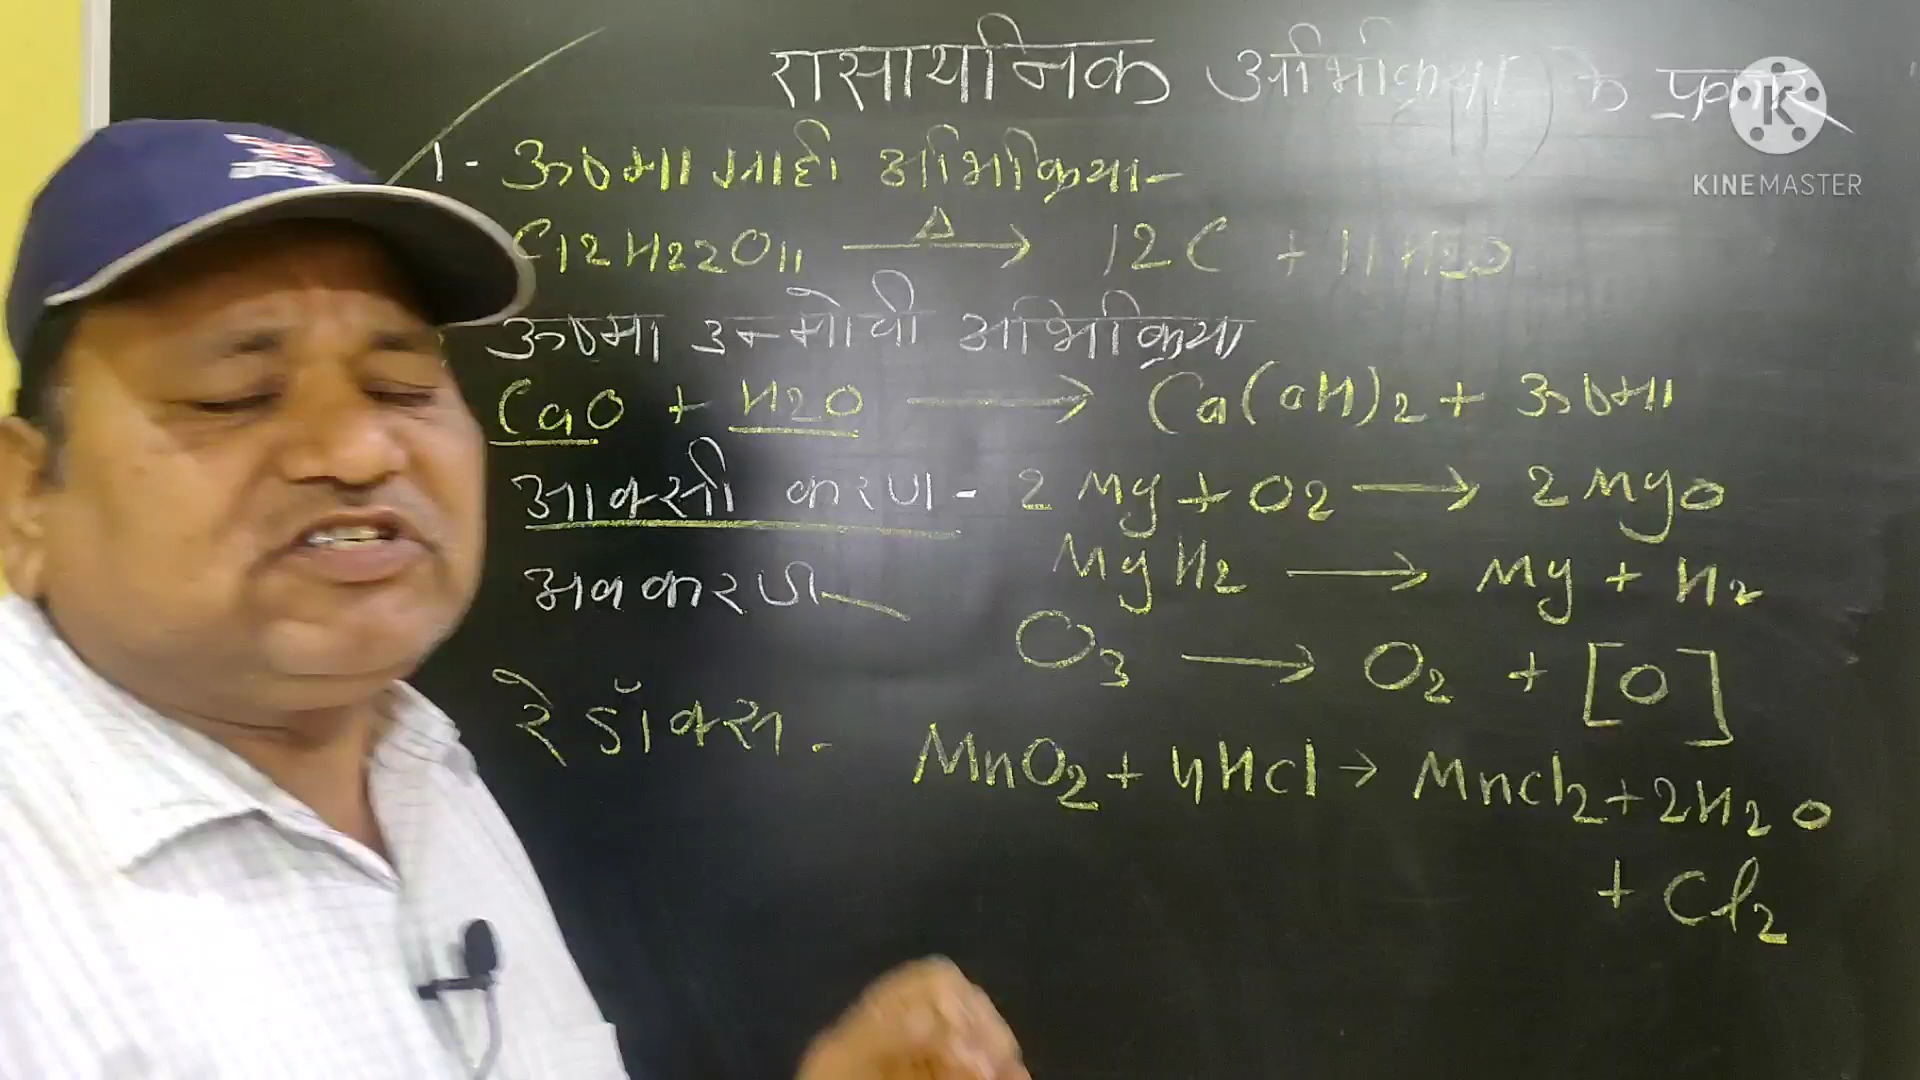 रासायनिक अभिक्रिया के प्रकार
KINEMASTER
1- ऊष्मा ग्राही अभिक्रिया-
C12H22O11 —Δ→ 12C + 11H2O
ऊष्मा उन्मोची अभिक्रिया
CaO + H2O → Ca(OH)2 + ऊष्मा
आक्सीकरण - 2Mg + O2 → 2MgO
MgH2 → Mg + H2
अवकरण
O3 → O2 + [O]
रेडॉक्स -
MnO2 + 4HCl → MnCl2 + 2H2O
+ Cl2